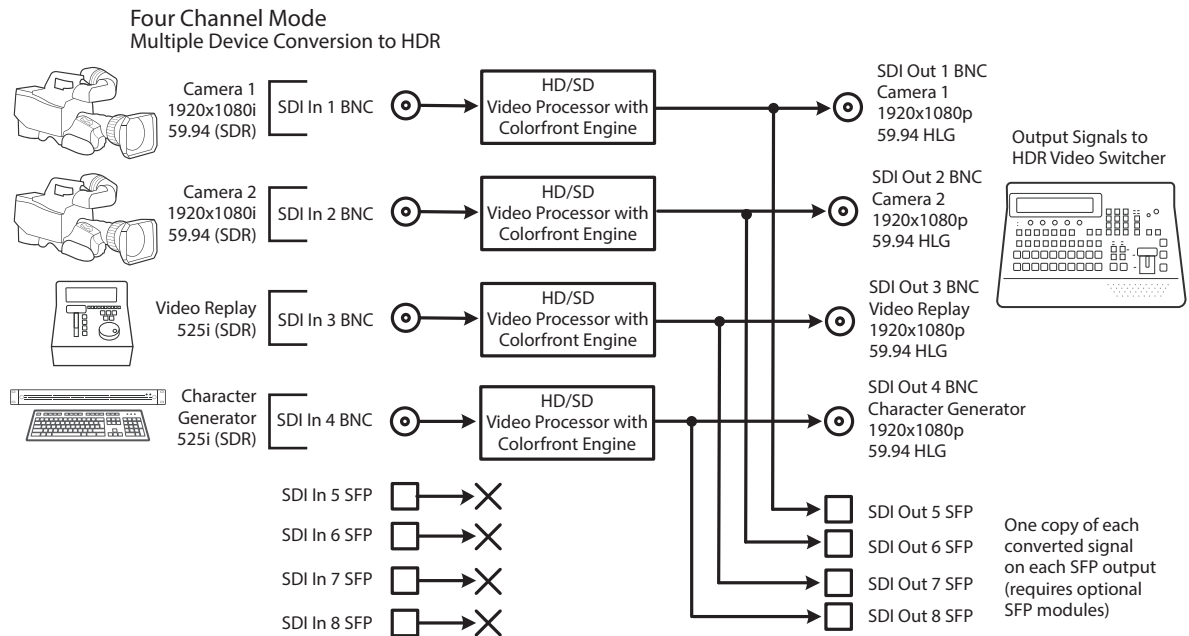 Four Channel Mode
Multiple Device Conversion to HDR
Camera 1
1920x1080i
59.94 (SDR)
SDI In 1 BNC
HD/SD
Video Processor with
Colorfront Engine
SDI Out 1 BNC
Camera 1
1920x1080p
59.94 HLG
Output Signals to
HDR Video Switcher
Camera 2
1920x1080i
59.94 (SDR)
SDI In 2 BNC
HD/SD
Video Processor with
Colorfront Engine
SDI Out 2 BNC
Camera 2
1920x1080p
59.94 HLG
Video Replay
525i (SDR)
SDI In 3 BNC
HD/SD
Video Processor with
Colorfront Engine
SDI Out 3 BNC
Video Replay
1920x1080p
59.94 HLG
Character
Generator
525i (SDR)
SDI In 4 BNC
HD/SD
Video Processor with
Colorfront Engine
SDI Out 4 BNC
Character Generator
1920x1080p
59.94 HLG
SDI In 5 SFP
SDI In 6 SFP
SDI In 7 SFP
SDI In 8 SFP
SDI Out 5 SFP
SDI Out 6 SFP
SDI Out 7 SFP
SDI Out 8 SFP
One copy of each
converted signal
on each SFP output
(requires optional
SFP modules)